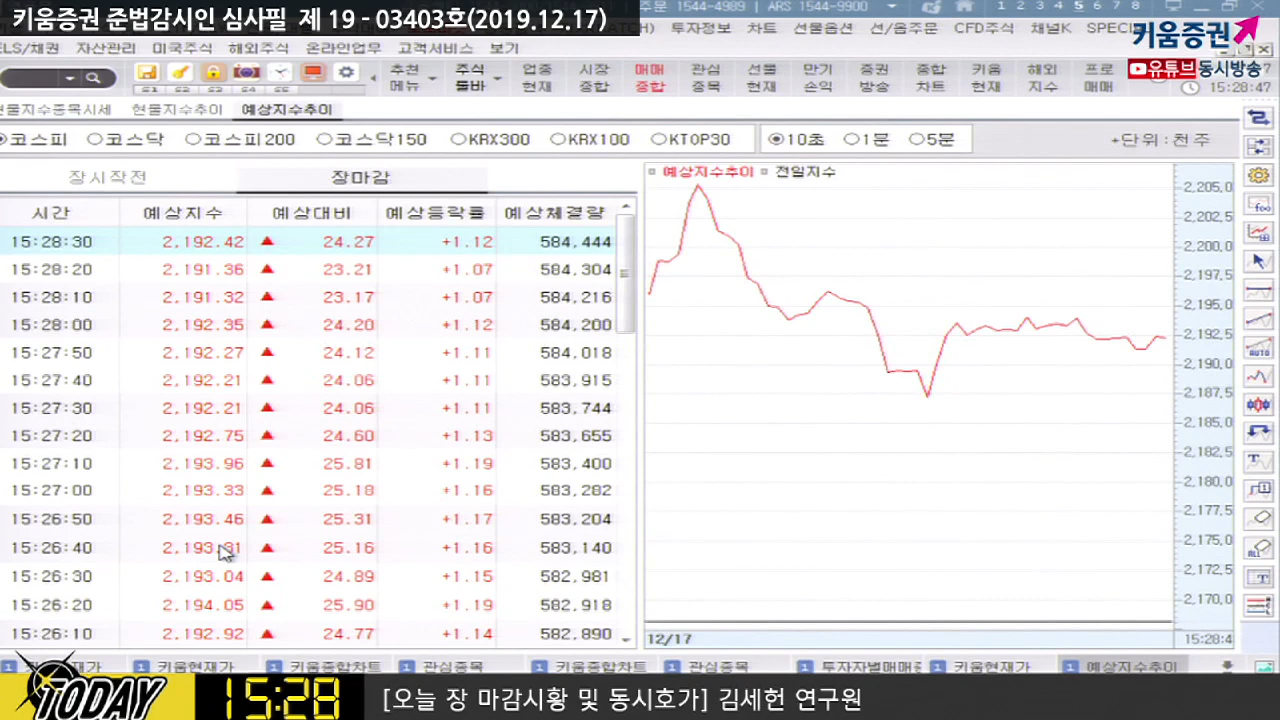 키움증권 준법감시인 심사필 제 19 - 03403호(2019.12.17)
주문 1544-4989 | ARS 1544-9900
1 2 3 4 5 6 7 8
투자정보 차트 선물옵션 선/옵주문 CFD주식 채널K
키움증권
ELS/채권 자산관리 미국주식 해외주식 온라인업무 고객서비스 보기
추천 메뉴 주식 툴바 업종 현재 시장 종합 매매 종합 관심 종목 선물 현재 만기 손익 증권 방송 종합 차트 키움 현재 해외 지수 프로 매매
유튜브 동시방송
15:28:47
현물지수종목시세 현물지수추이 예상지수추이
코스피 코스닥 코스피200 코스닥150 KRX300 KRX100 KTOP30 10초 1분 5분 +단위:천주
장시작전 장마감
시간 예상지수 예상대비 예상등락률 예상체결량
15:28:30 2,192.42 ▲ 24.27 +1.12 584,444
15:28:20 2,191.36 ▲ 23.21 +1.07 584,304
15:28:10 2,191.32 ▲ 23.17 +1.07 584,216
15:28:00 2,192.35 ▲ 24.20 +1.12 584,200
15:27:50 2,192.27 ▲ 24.12 +1.11 584,018
15:27:40 2,192.21 ▲ 24.06 +1.11 583,915
15:27:30 2,192.21 ▲ 24.06 +1.11 583,744
15:27:20 2,192.75 ▲ 24.60 +1.13 583,655
15:27:10 2,193.96 ▲ 25.81 +1.19 583,400
15:27:00 2,193.33 ▲ 25.18 +1.16 583,282
15:26:50 2,193.46 ▲ 25.31 +1.17 583,204
15:26:40 2,193.31 ▲ 25.16 +1.16 583,140
15:26:30 2,193.04 ▲ 24.89 +1.15 582,981
15:26:20 2,194.05 ▲ 25.90 +1.19 582,918
15:26:10 2,192.92 ▲ 24.77 +1.14 582,890
예상지수추이 전일지수
2,205,0
2,202,5
2,200,0
2,197,5
2,195,0
2,192,5
2,190,0
2,187,5
2,185,0
2,182,5
2,180,0
2,177,5
2,175,0
2,172,5
2,170,0
12/17 15:28:4
AUTO
ALL
1 키움현재가 1 키움종합차트 1 관심종목 1 키움종합차트 1 관심종목 1 투자자별매매 1 키움현재가 1 예상지수추이
TODAY 15:28 [오늘 장 마감시황 및 동시호가] 김세헌 연구원